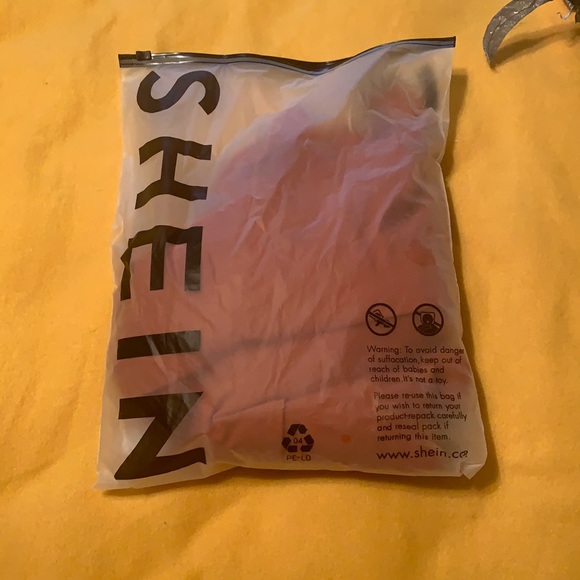 SHEIN
Warning: To avoid danger
of suffocation, keep out of
reach of babies and
children. It's not a toy.
Please re-use this bag if
you wish to return your
product-repack carefully
and reseal pack if
returning this item.
www.shein.co
04
PE-LD